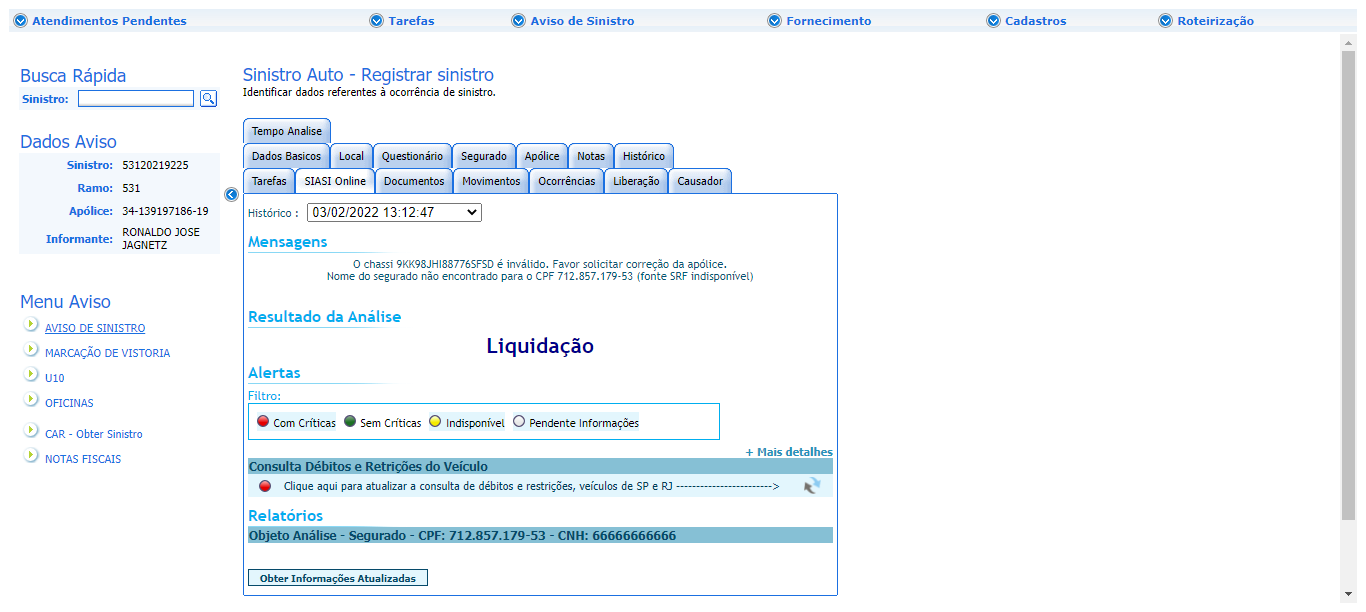 Atendimentos Pendentes Tarefas Aviso de Sinistro Fornecimento Cadastros Roteirização
Busca Rápida
Sinistro:
Dados Aviso
Sinistro: 53120219225
Ramo: 531
Apólice: 34-139197186-19
Informante: RONALDO JOSE
JAGNETZ
Menu Aviso
AVISO DE SINISTRO
MARCAÇÃO DE VISTORIA
U10
OFICINAS
CAR - Obter Sinistro
NOTAS FISCAIS
Sinistro Auto - Registrar sinistro
Identificar dados referentes à ocorrência de sinistro.
Tempo Analise
Dados Basicos Local Questionário Segurado Apólice Notas Histórico
Tarefas SIASI Online Documentos Movimentos Ocorrências Liberação Causador
Histórico : 03/02/2022 13:12:47
Mensagens
O chassi 9KK98JHI88776SFSD é inválido. Favor solicitar correção da apólice.
Nome do segurado não encontrado para o CPF 712.857.179-53 (fonte SRF indisponível)
Resultado da Análise
Liquidação
Alertas
Filtro:
Com Críticas Sem Críticas Indisponível Pendente Informações
+ Mais detalhes
Consulta Débitos e Retrições do Veículo
Clique aqui para atualizar a consulta de débitos e restrições, veículos de SP e RJ ------------------------>
Relatórios
Objeto Análise - Segurado - CPF: 712.857.179-53 - CNH: 66666666666
Obter Informações Atualizadas